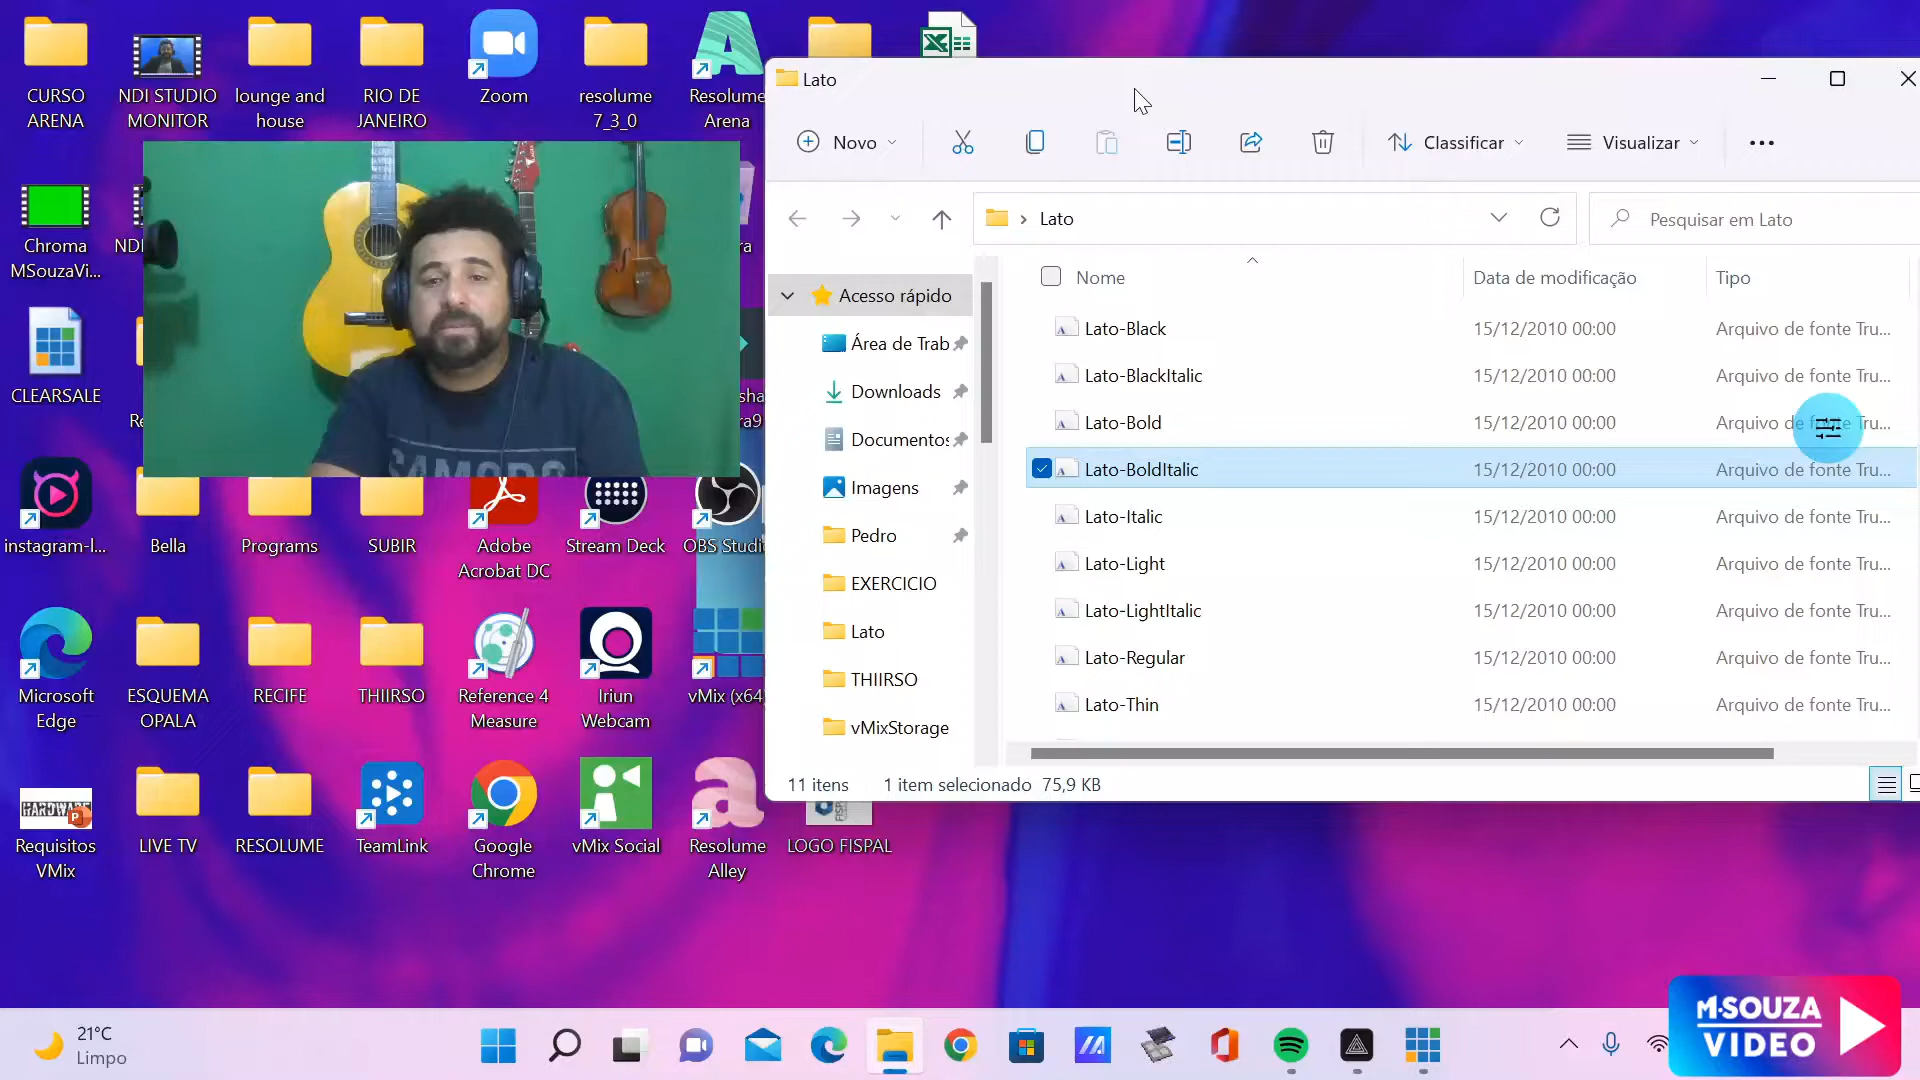 CURSO
ARENA
NDI STUDIO
MONITOR
lounge and
house
RIO DE
JANEIRO
Zoom
resolume
7_3_0
Resolume
Arena
Chroma
MSouzaVi...
CLEARSALE
instagram-l...
Bella
Programs
SUBIR
Adobe
Acrobat DC
Stream Deck
OBS Studi
Microsoft
Edge
ESQUEMA
OPALA
RECIFE
THIIRSO
Reference 4
Measure
Iriun
Webcam
vMix (x64
HARDWARE
Requisitos
VMix
LIVE TV
RESOLUME
TeamLink
Google
Chrome
vMix Social
Resolume
Alley
LOGO FISPAL
SAMODS
Lato
Novo
Classificar
Visualizar
Lato
Pesquisar em Lato
Acesso rápido
Área de Trab
Downloads
Documentos
Imagens
Pedro
EXERCICIO
Lato
THIIRSO
vMixStorage
Nome Data de modificação Tipo
Lato-Black 15/12/2010 00:00 Arquivo de fonte Tru...
Lato-BlackItalic 15/12/2010 00:00 Arquivo de fonte Tru...
Lato-Bold 15/12/2010 00:00 Arquivo de fonte Tru...
Lato-BoldItalic 15/12/2010 00:00 Arquivo de fonte Tru...
Lato-Italic 15/12/2010 00:00 Arquivo de fonte Tru...
Lato-Light 15/12/2010 00:00 Arquivo de fonte Tru...
Lato-LightItalic 15/12/2010 00:00 Arquivo de fonte Tru...
Lato-Regular 15/12/2010 00:00 Arquivo de fonte Tru...
Lato-Thin 15/12/2010 00:00 Arquivo de fonte Tru...
11 itens 1 item selecionado 75,9 KB
21°C
Limpo
M·SOUZA
VIDEO